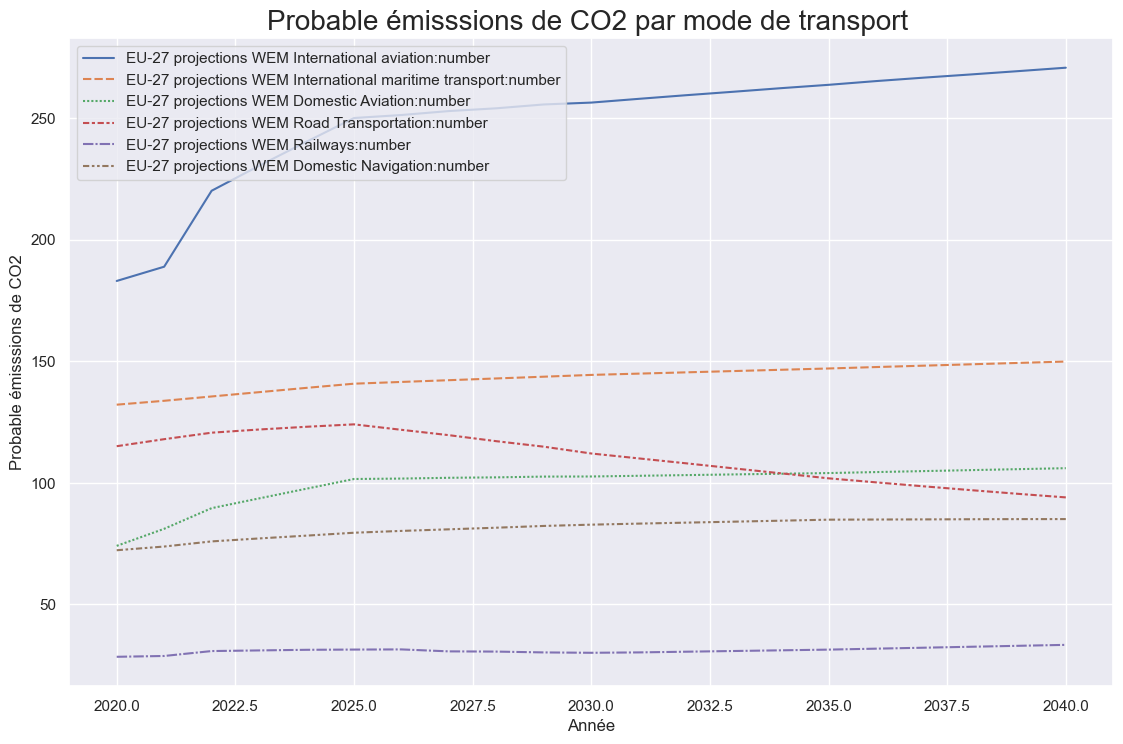 Probable émisssions de CO2 par mode de transport
EU-27 projections WEM International aviation:number
EU-27 projections WEM International maritime transport:number
EU-27 projections WEM Domestic Aviation:number
EU-27 projections WEM Road Transportation:number
EU-27 projections WEM Railways:number
EU-27 projections WEM Domestic Navigation:number
Probable émisssions de CO2
250
200
150
100
50
2020.0 2022.5 2025.0 2027.5 2030.0 2032.5 2035.0 2037.5 2040.0
Année